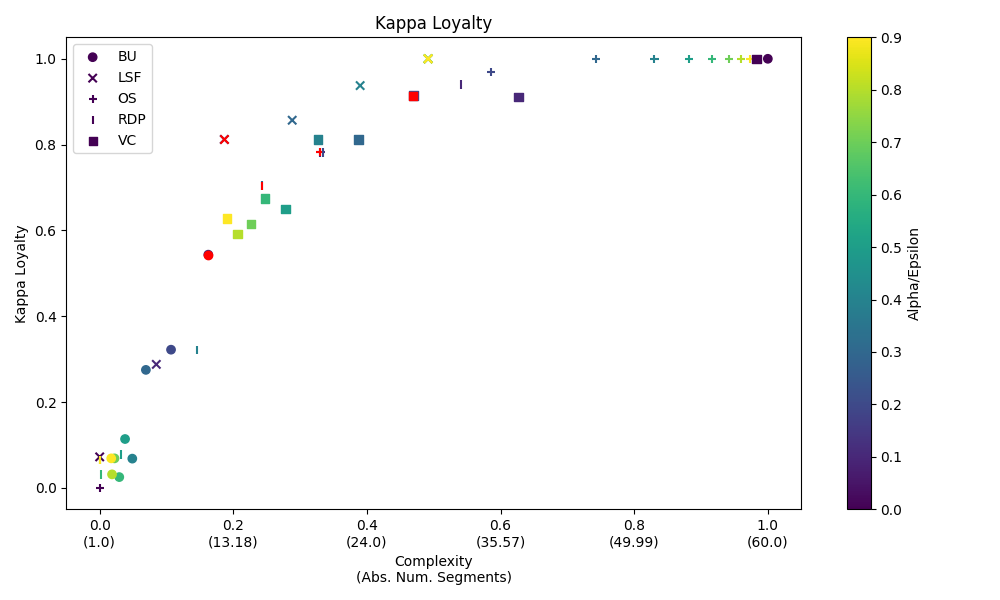 Kappa Loyalty
BU
LSF
OS
RDP
VC
Kappa Loyalty
1.0
0.8
0.6
0.4
0.2
0.0
0.0 0.2 0.4 0.6 0.8 1.0
(1.0) (13.18) (24.0) (35.57) (49.99) (60.0)
Complexity
(Abs. Num. Segments)
0.9
0.8
0.7
0.6
0.5
0.4
0.3
0.2
0.1
0.0
Alpha/Epsilon